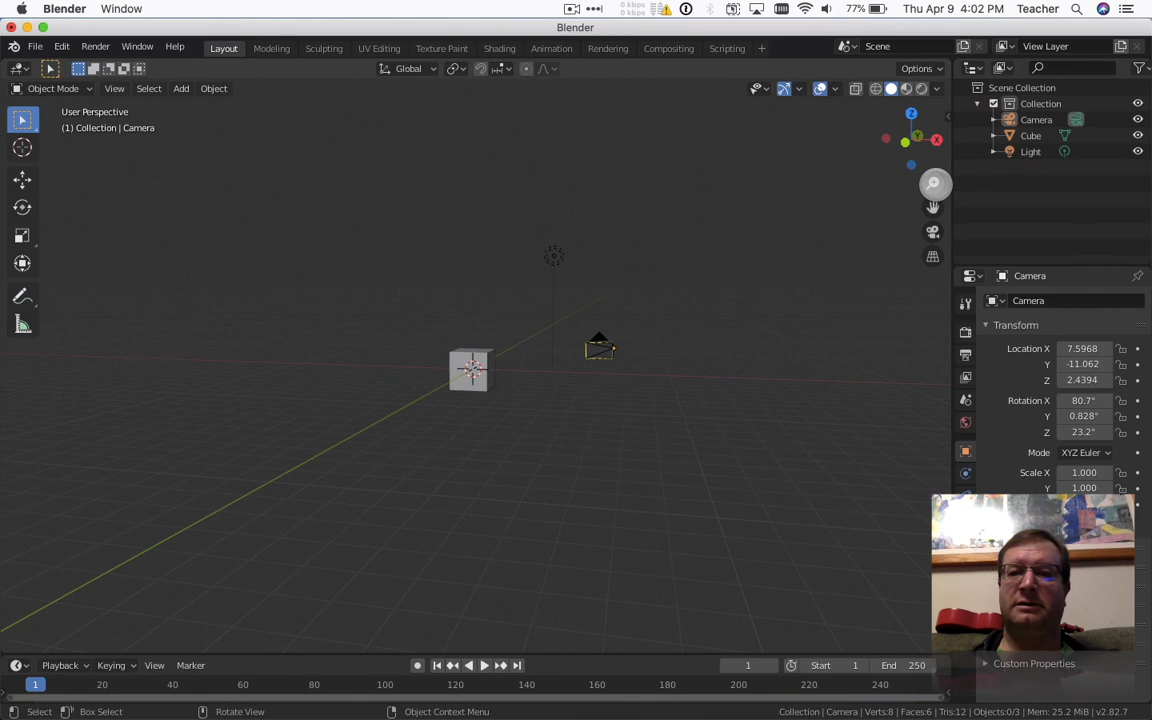 Blender Window 0 kbps 0 kbps 77% Thu Apr 9 4:02 PM Teacher
Blender
File Edit Render Window Help Layout Modeling Sculpting UV Editing Texture Paint Shading Animation Rendering Compositing Scripting + Scene View Layer
Global Options
Object Mode View Select Add Object
User Perspective
(1) Collection | Camera
Z
Y
X
Scene Collection
Collection
Camera
Cube
Light
Camera
Camera
Transform
Location X 7.5968
Y -11.062
Z 2.4394
Rotation X 80.7°
Y 0.828°
Z 23.2°
Mode XYZ Euler
Scale X 1.000
Y 1.000
Custom Properties
Playback Keying View Marker 1 Start 1 End 250
1 20 40 60 80 100 120 140 160 180 200 220 240
Select Box Select Rotate View Object Context Menu Collection | Camera | Verts:8 | Faces:6 | Tris:12 | Objects:0/3 | Mem: 25.2 MiB | v2.82.7